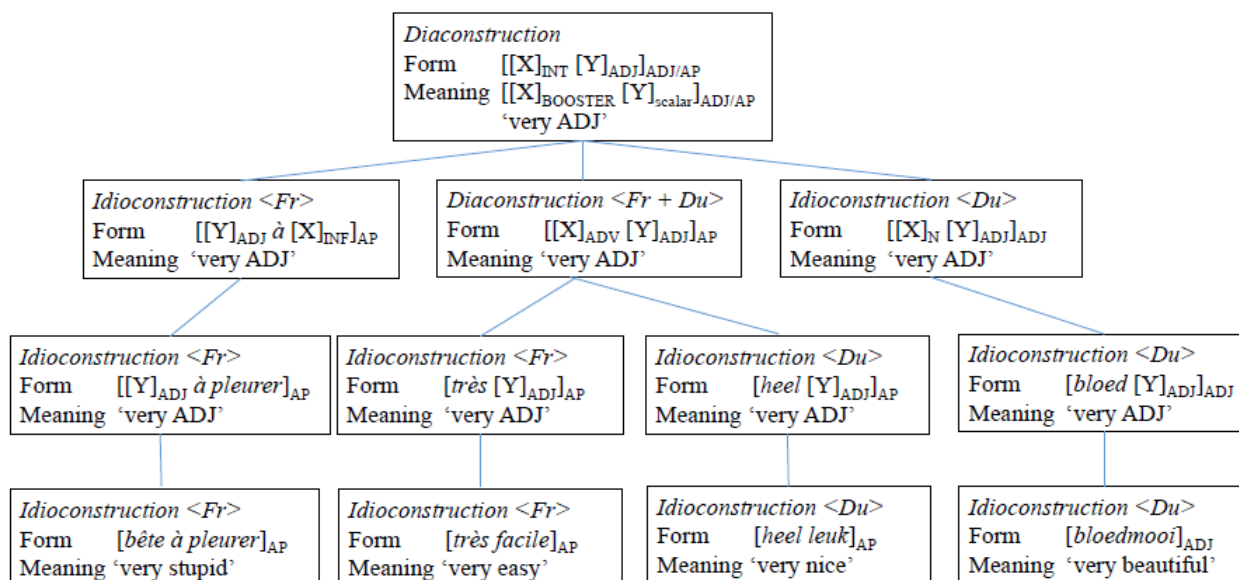 Diaconstruction
Form [[X]INT [Y]ADJ]ADJ/AP
Meaning [[X]BOOSTER [Y]scalar]ADJ/AP
‘very ADJ’
Idioconstruction <Fr>
Form [[Y]ADJ à [X]INF]AP
Meaning ‘very ADJ’
Diaconstruction <Fr + Du>
Form [[X]ADV [Y]ADJ]AP
Meaning ‘very ADJ’
Idioconstruction <Du>
Form [[X]N [Y]ADJ]ADJ
Meaning ‘very ADJ’
Idioconstruction <Fr>
Form [[Y]ADJ à pleurer]AP
Meaning ‘very ADJ’
Idioconstruction <Fr>
Form [très [Y]ADJ]AP
Meaning ‘very ADJ’
Idioconstruction <Du>
Form [heel [Y]ADJ]AP
Meaning ‘very ADJ’
Idioconstruction <Du>
Form [bloed [Y]ADJ]ADJ
Meaning ‘very ADJ’
Idioconstruction <Fr>
Form [bête à pleurer]AP
Meaning ‘very stupid’
Idioconstruction <Fr>
Form [très facile]AP
Meaning ‘very easy’
Idioconstruction <Du>
Form [heel leuk]AP
Meaning ‘very nice’
Idioconstruction <Du>
Form [bloedmooi]ADJ
Meaning ‘very beautiful’